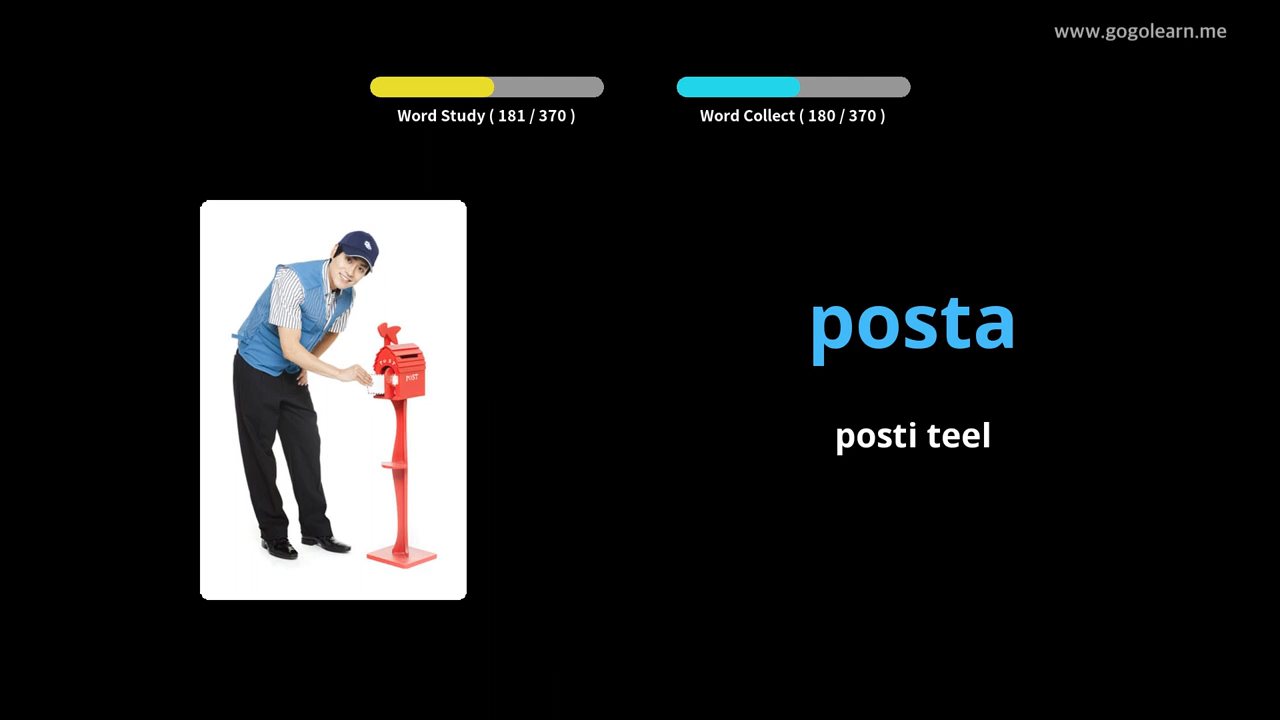 www.gogolearn.me
Word Study ( 181 / 370 )
Word Collect ( 180 / 370 )
POST
posta
posti teel